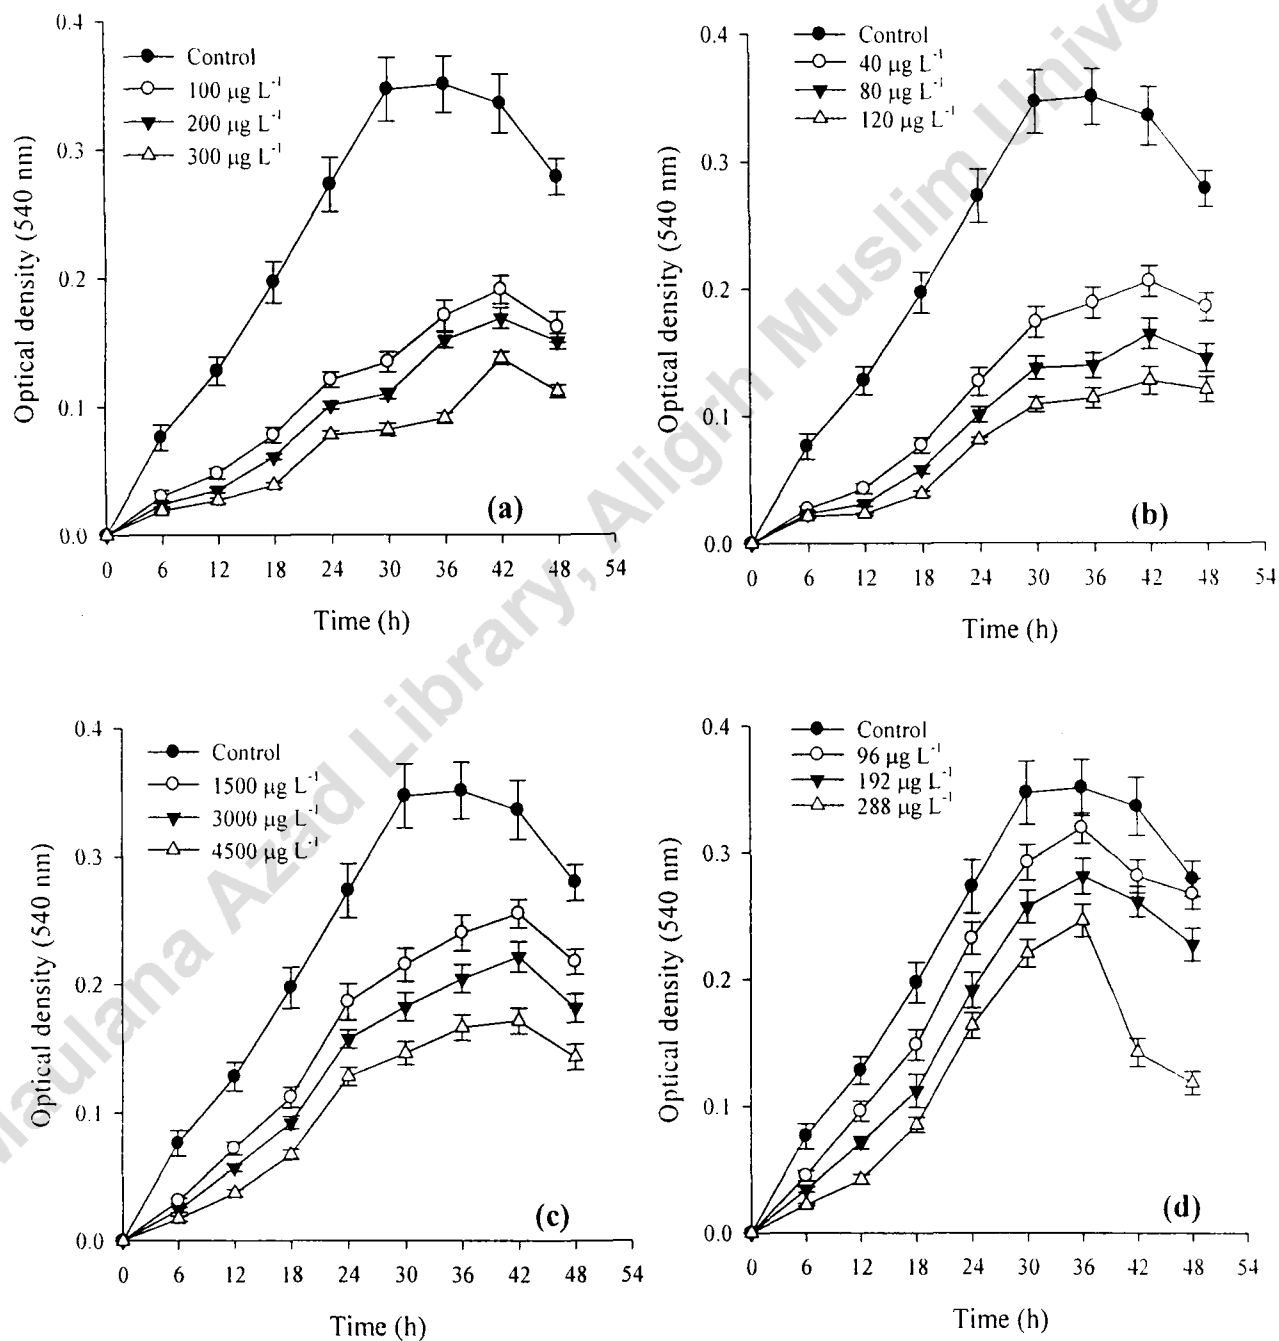 0.4
0.3
0.2
0.1
0.0
Optical density (540 nm)
Control
100 µg L-1
200 µg L-1
300 µg L-1
(a)
0 6 12 18 24 30 36 42 48 54
Time (h)
0.4
0.3
0.2
0.1
0.0
Optical density (540 nm)
Control
40 µg L-1
80 µg L-1
120 µg L-1
(b)
0 6 12 18 24 30 36 42 48 54
Time (h)
0.4
0.3
0.2
0.1
0.0
Optical density (540 nm)
Control
1500 µg L-1
3000 µg L-1
4500 µg L-1
(c)
0 6 12 18 24 30 36 42 48 54
Time (h)
0.4
0.3
0.2
0.1
0.0
Optical density (540 nm)
Control
96 µg L-1
192 µg L-1
288 µg L-1
(d)
0 6 12 18 24 30 36 42 48 54
Time (h)
Maulana Azad Library, Aligrh Muslim Unive